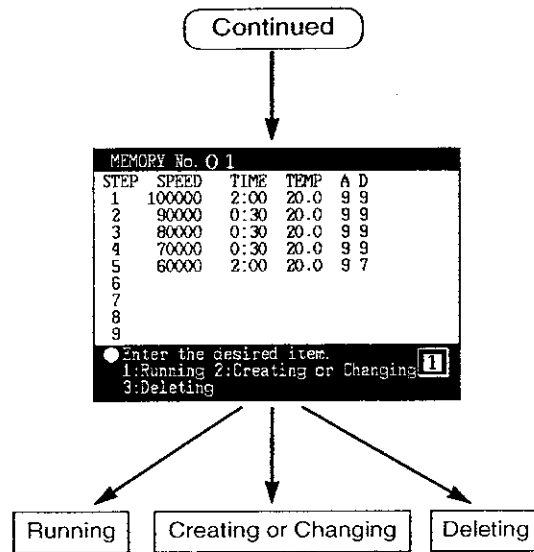 Continued
MEMORY No. 01
STEP SPEED TIME TEMP A D
1 100000 2:00 20.0 9 9
2 90000 0:30 20.0 9 9
3 80000 0:30 20.0 9 9
4 70000 0:30 20.0 9 9
5 60000 2:00 20.0 9 7
6
7
8
9
Enter the desired item.
1:Running 2:Creating or Changing 1
3:Deleting
Running Creating or Changing Deleting